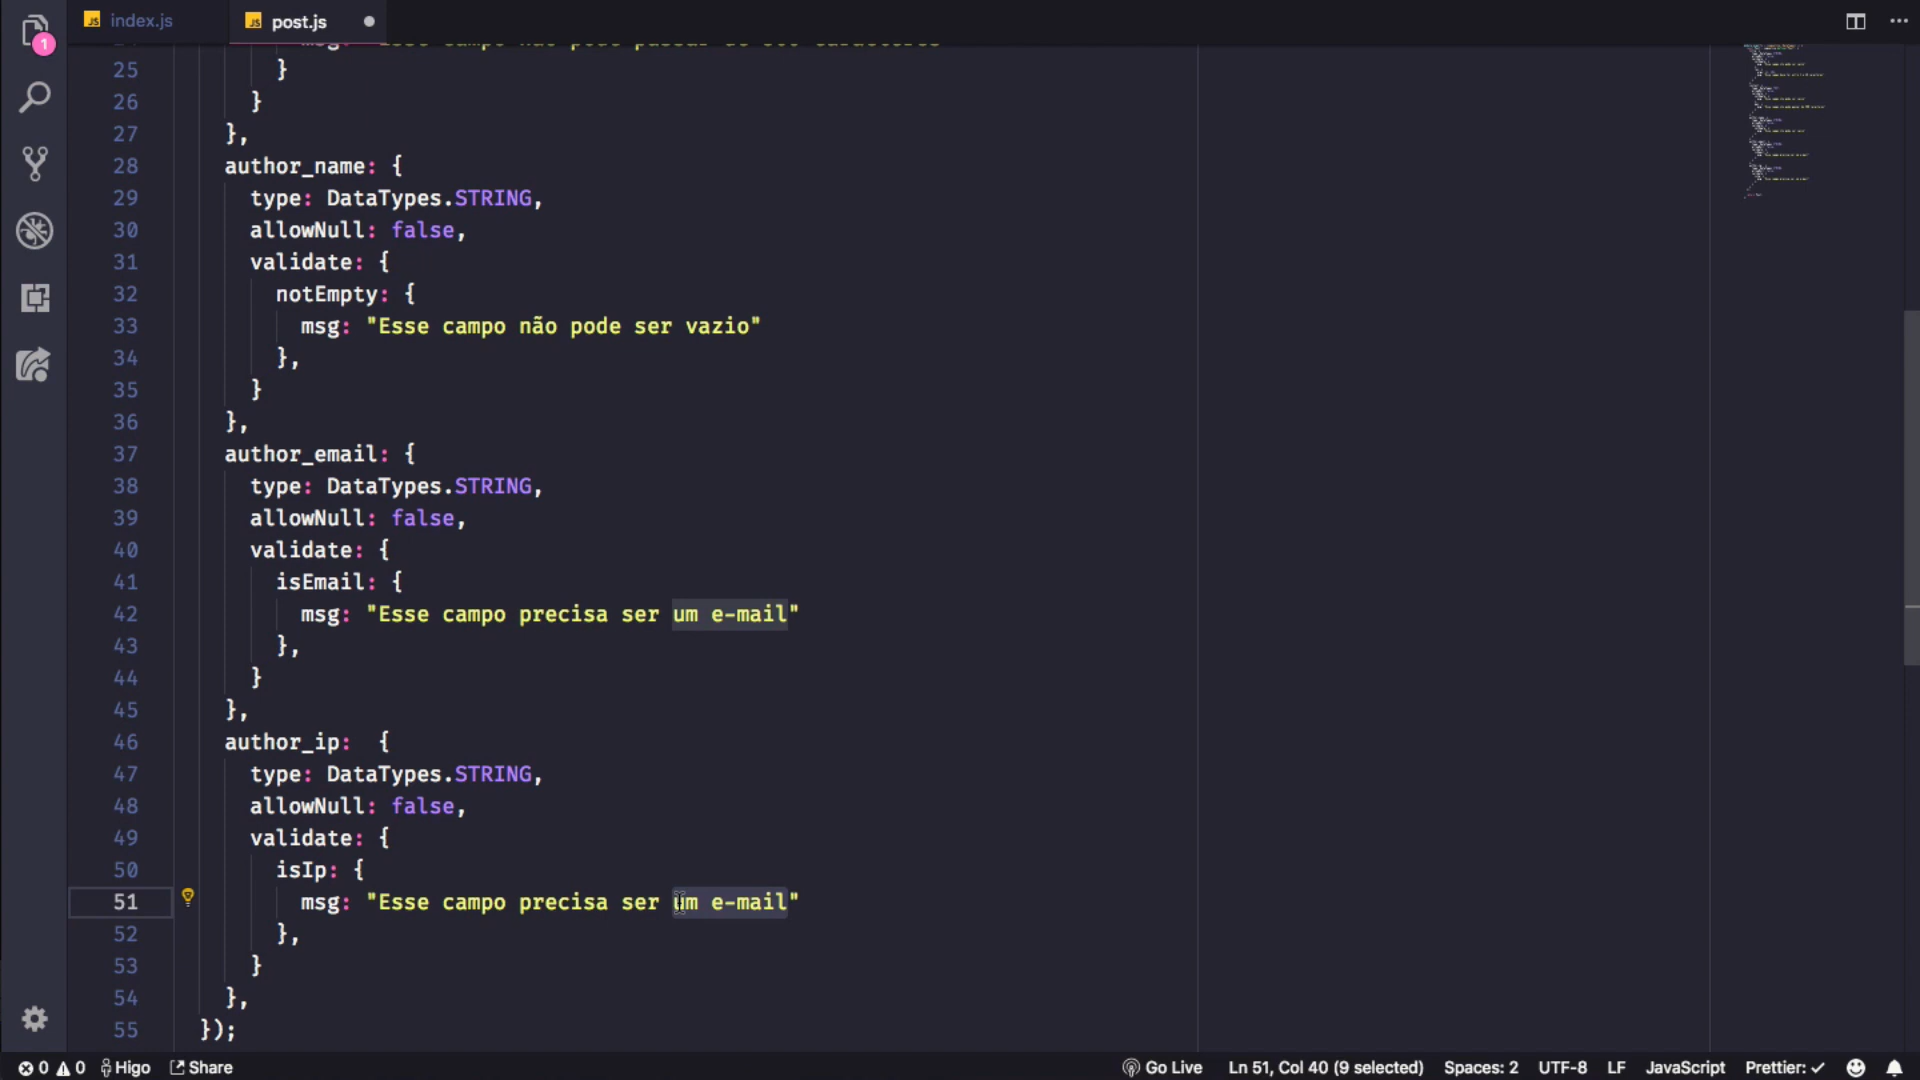 index.js
post.js
25 }
26 }
27 },
28 author_name: {
29 type: DataTypes.STRING,
30 allowNull: false,
31 validate: {
32 notEmpty: {
33 msg: "Esse campo não pode ser vazio"
34 },
35 }
36 },
37 author_email: {
38 type: DataTypes.STRING,
39 allowNull: false,
40 validate: {
41 isEmail: {
42 msg: "Esse campo precisa ser um e-mail"
43 },
44 }
45 },
46 author_ip:  {
47 type: DataTypes.STRING,
48 allowNull: false,
49 validate: {
50 isIp: {
51 msg: "Esse campo precisa ser um e-mail"
52 },
53 }
54 },
55 });
1
JS
JS
0 0 Higo Share Go Live Ln 51, Col 40 (9 selected) Spaces: 2 UTF-8 LF JavaScript Prettier: ✓